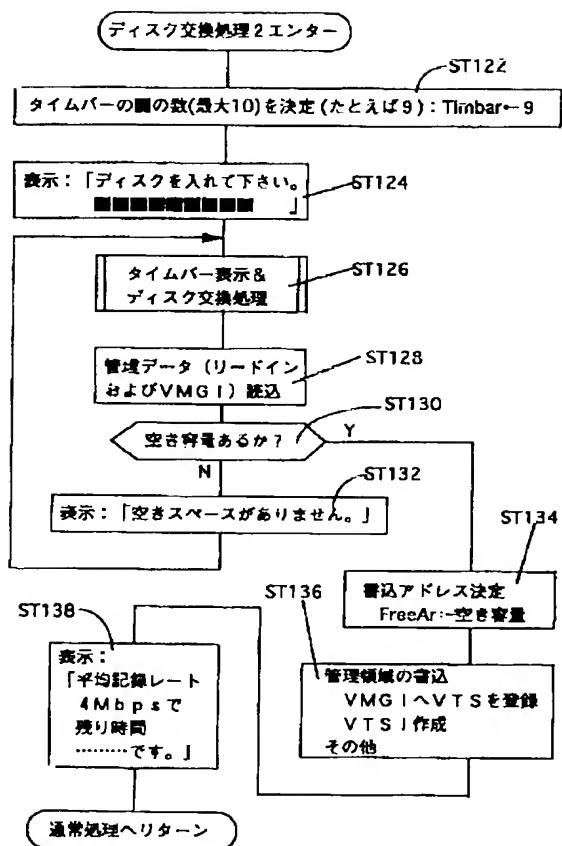 ディスク交換処理2エンター
ST122
タイムバーの■の数(最大10)を決定(たとえば9):Timbar←9
表示:「ディスクを入れて下さい。
■■■■■■■■■ 」
ST124
タイムバー表示&
ディスク交換処理
ST126
管理データ(リードイン
およびVMGI)読込
ST128
空き容量あるか?
ST130
Y
N
ST132
表示:「空きスペースがありません。」
ST134
書込アドレス決定
FreeAr:-空き容量
ST136
管理領域の書込
VMGIへVTSを登録
VTSI作成
その他
ST138
表示:
「平均記録レート
4Mbpsで
残り時間
………です。」
通常処理へリターン